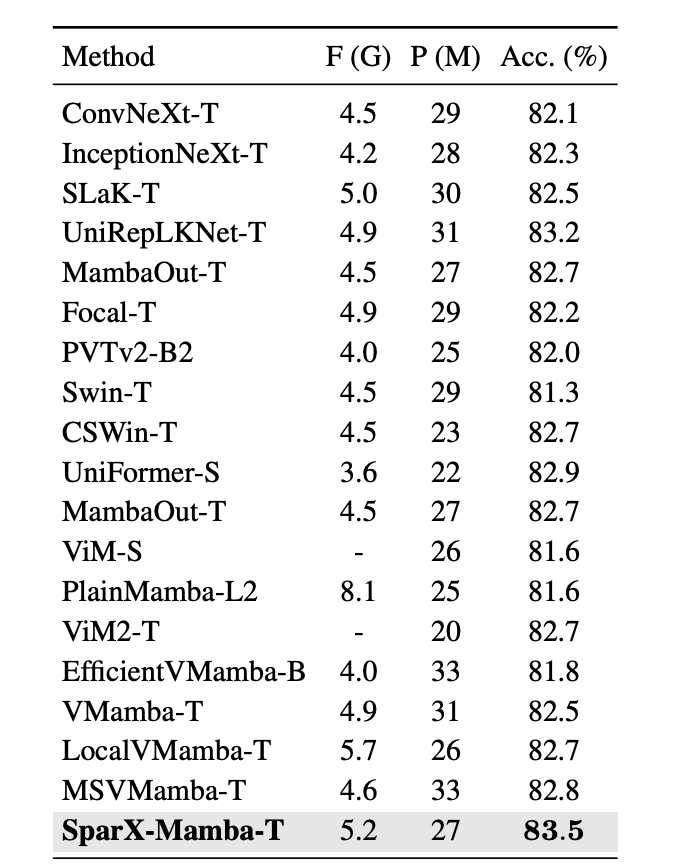 Method F (G) P (M) Acc. (%)
ConvNeXt-T 4.5 29 82.1
InceptionNeXt-T 4.2 28 82.3
SLaK-T 5.0 30 82.5
UniRepLKNet-T 4.9 31 83.2
MambaOut-T 4.5 27 82.7
Focal-T 4.9 29 82.2
PVTv2-B2 4.0 25 82.0
Swin-T 4.5 29 81.3
CSWin-T 4.5 23 82.7
UniFormer-S 3.6 22 82.9
MambaOut-T 4.5 27 82.7
ViM-S - 26 81.6
PlainMamba-L2 8.1 25 81.6
ViM2-T - 20 82.7
EfficientVMamba-B 4.0 33 81.8
VMamba-T 4.9 31 82.5
LocalVMamba-T 5.7 26 82.7
MSVMamba-T 4.6 33 82.8
SparX-Mamba-T 5.2 27 83.5